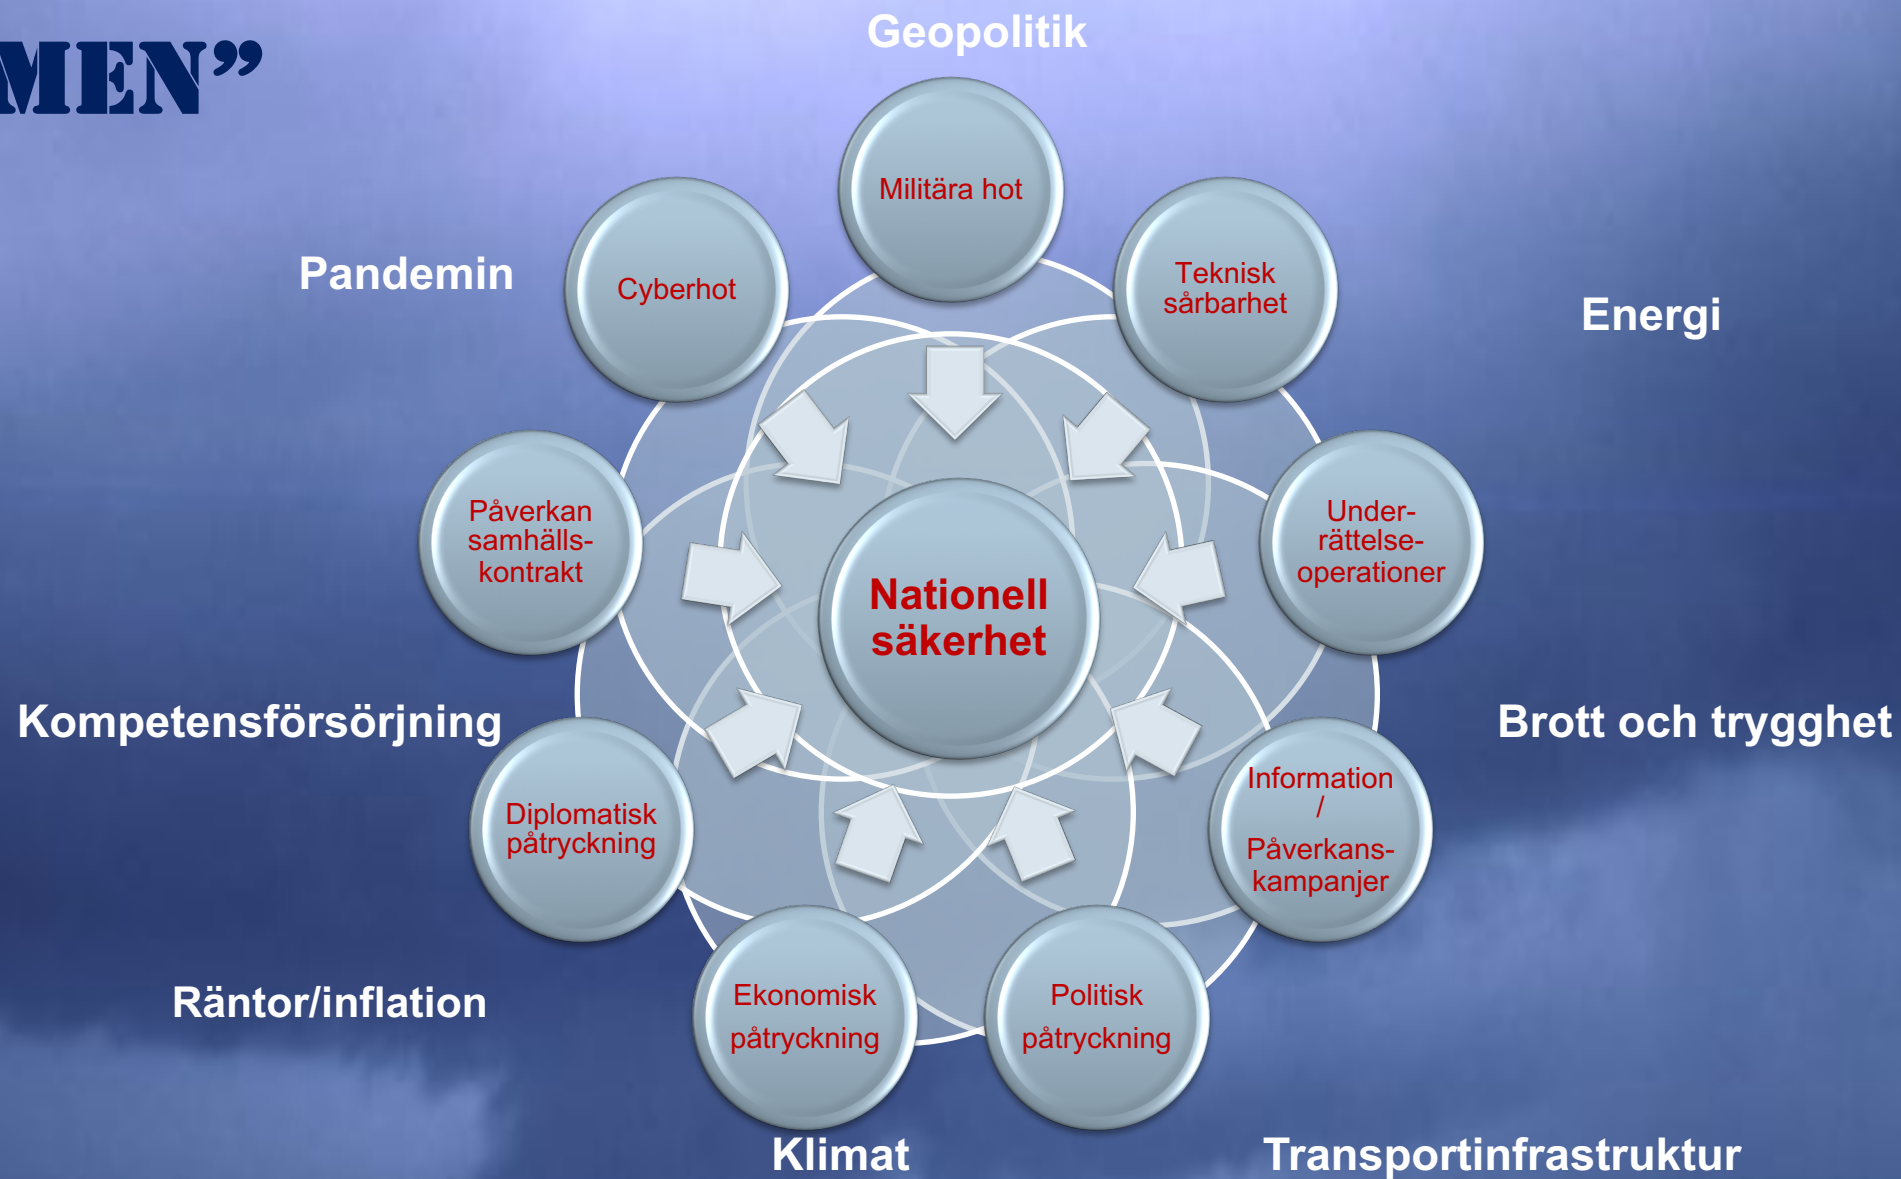 MEN”
Geopolitik
Militära hot
Pandemin
Cyberhot
Teknisk
sårbarhet
Energi
Påverkan
samhälls-
kontrakt
Under-
rättelse-
operationer
Nationell
säkerhet
Kompetensförsörjning
Brott och trygghet
Diplomatisk
påtryckning
Information
/
Påverkans-
kampanjer
Räntor/inflation
Ekonomisk
påtryckning
Politisk
påtryckning
Klimat
Transportinfrastruktur